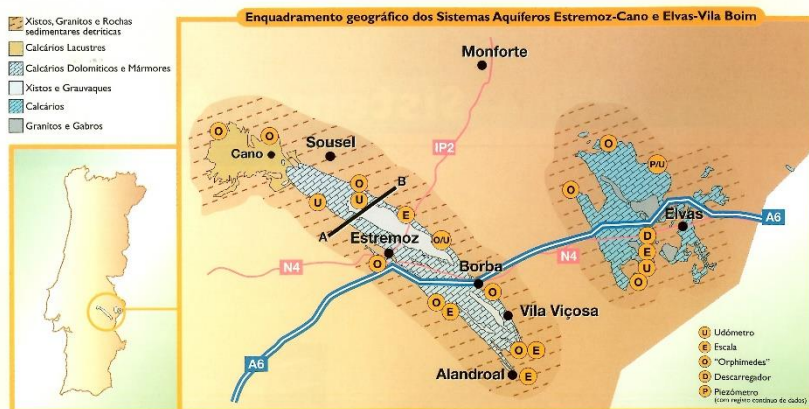 Enquadramento geográfico dos Sistemas Aquíferos Estremoz-Cano e Elvas-Vila Boim
Xistos, Granitos e Rochas
sedimentares detríticas
Calcários Lacustres
Calcários Dolomíticos e Mármores
Xistos e Grauvaques
Calcários
Granitos e Gabros
Monforte
O
O
Cano
Sousel
IP2
O
P/U
O
B
O
U
U
E
A
O/U
Elvas
A6
Estremoz
D
N4
O
Borba
N4
E
U
O
O
O
E
Vila Viçosa
A6
O
E
Alandroal
E
U Udómetro
E Escala
O "Orphimedes"
D Descarregador
P Piezómetro
(com registo contínuo de dados)